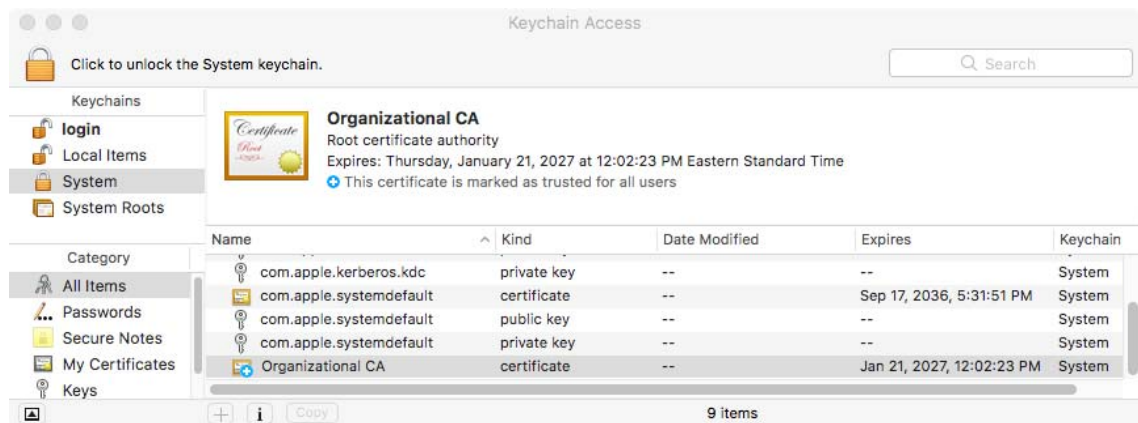 Keychain Access
Click to unlock the System keychain.
Search
Keychains
login
Local Items
System
System Roots
Category
All Items
Passwords
Secure Notes
My Certificates
Keys
Certificate
Root
Organizational CA
Root certificate authority
Expires: Thursday, January 21, 2027 at 12:02:23 PM Eastern Standard Time
This certificate is marked as trusted for all users
Name Kind Date Modified Expires Keychain
com.apple.kerberos.kdc private key -- -- System
com.apple.systemdefault certificate -- Sep 17, 2036, 5:31:51 PM System
com.apple.systemdefault public key -- -- System
com.apple.systemdefault private key -- -- System
Organizational CA certificate -- Jan 21, 2027, 12:02:23 PM System
+ i Copy 9 items